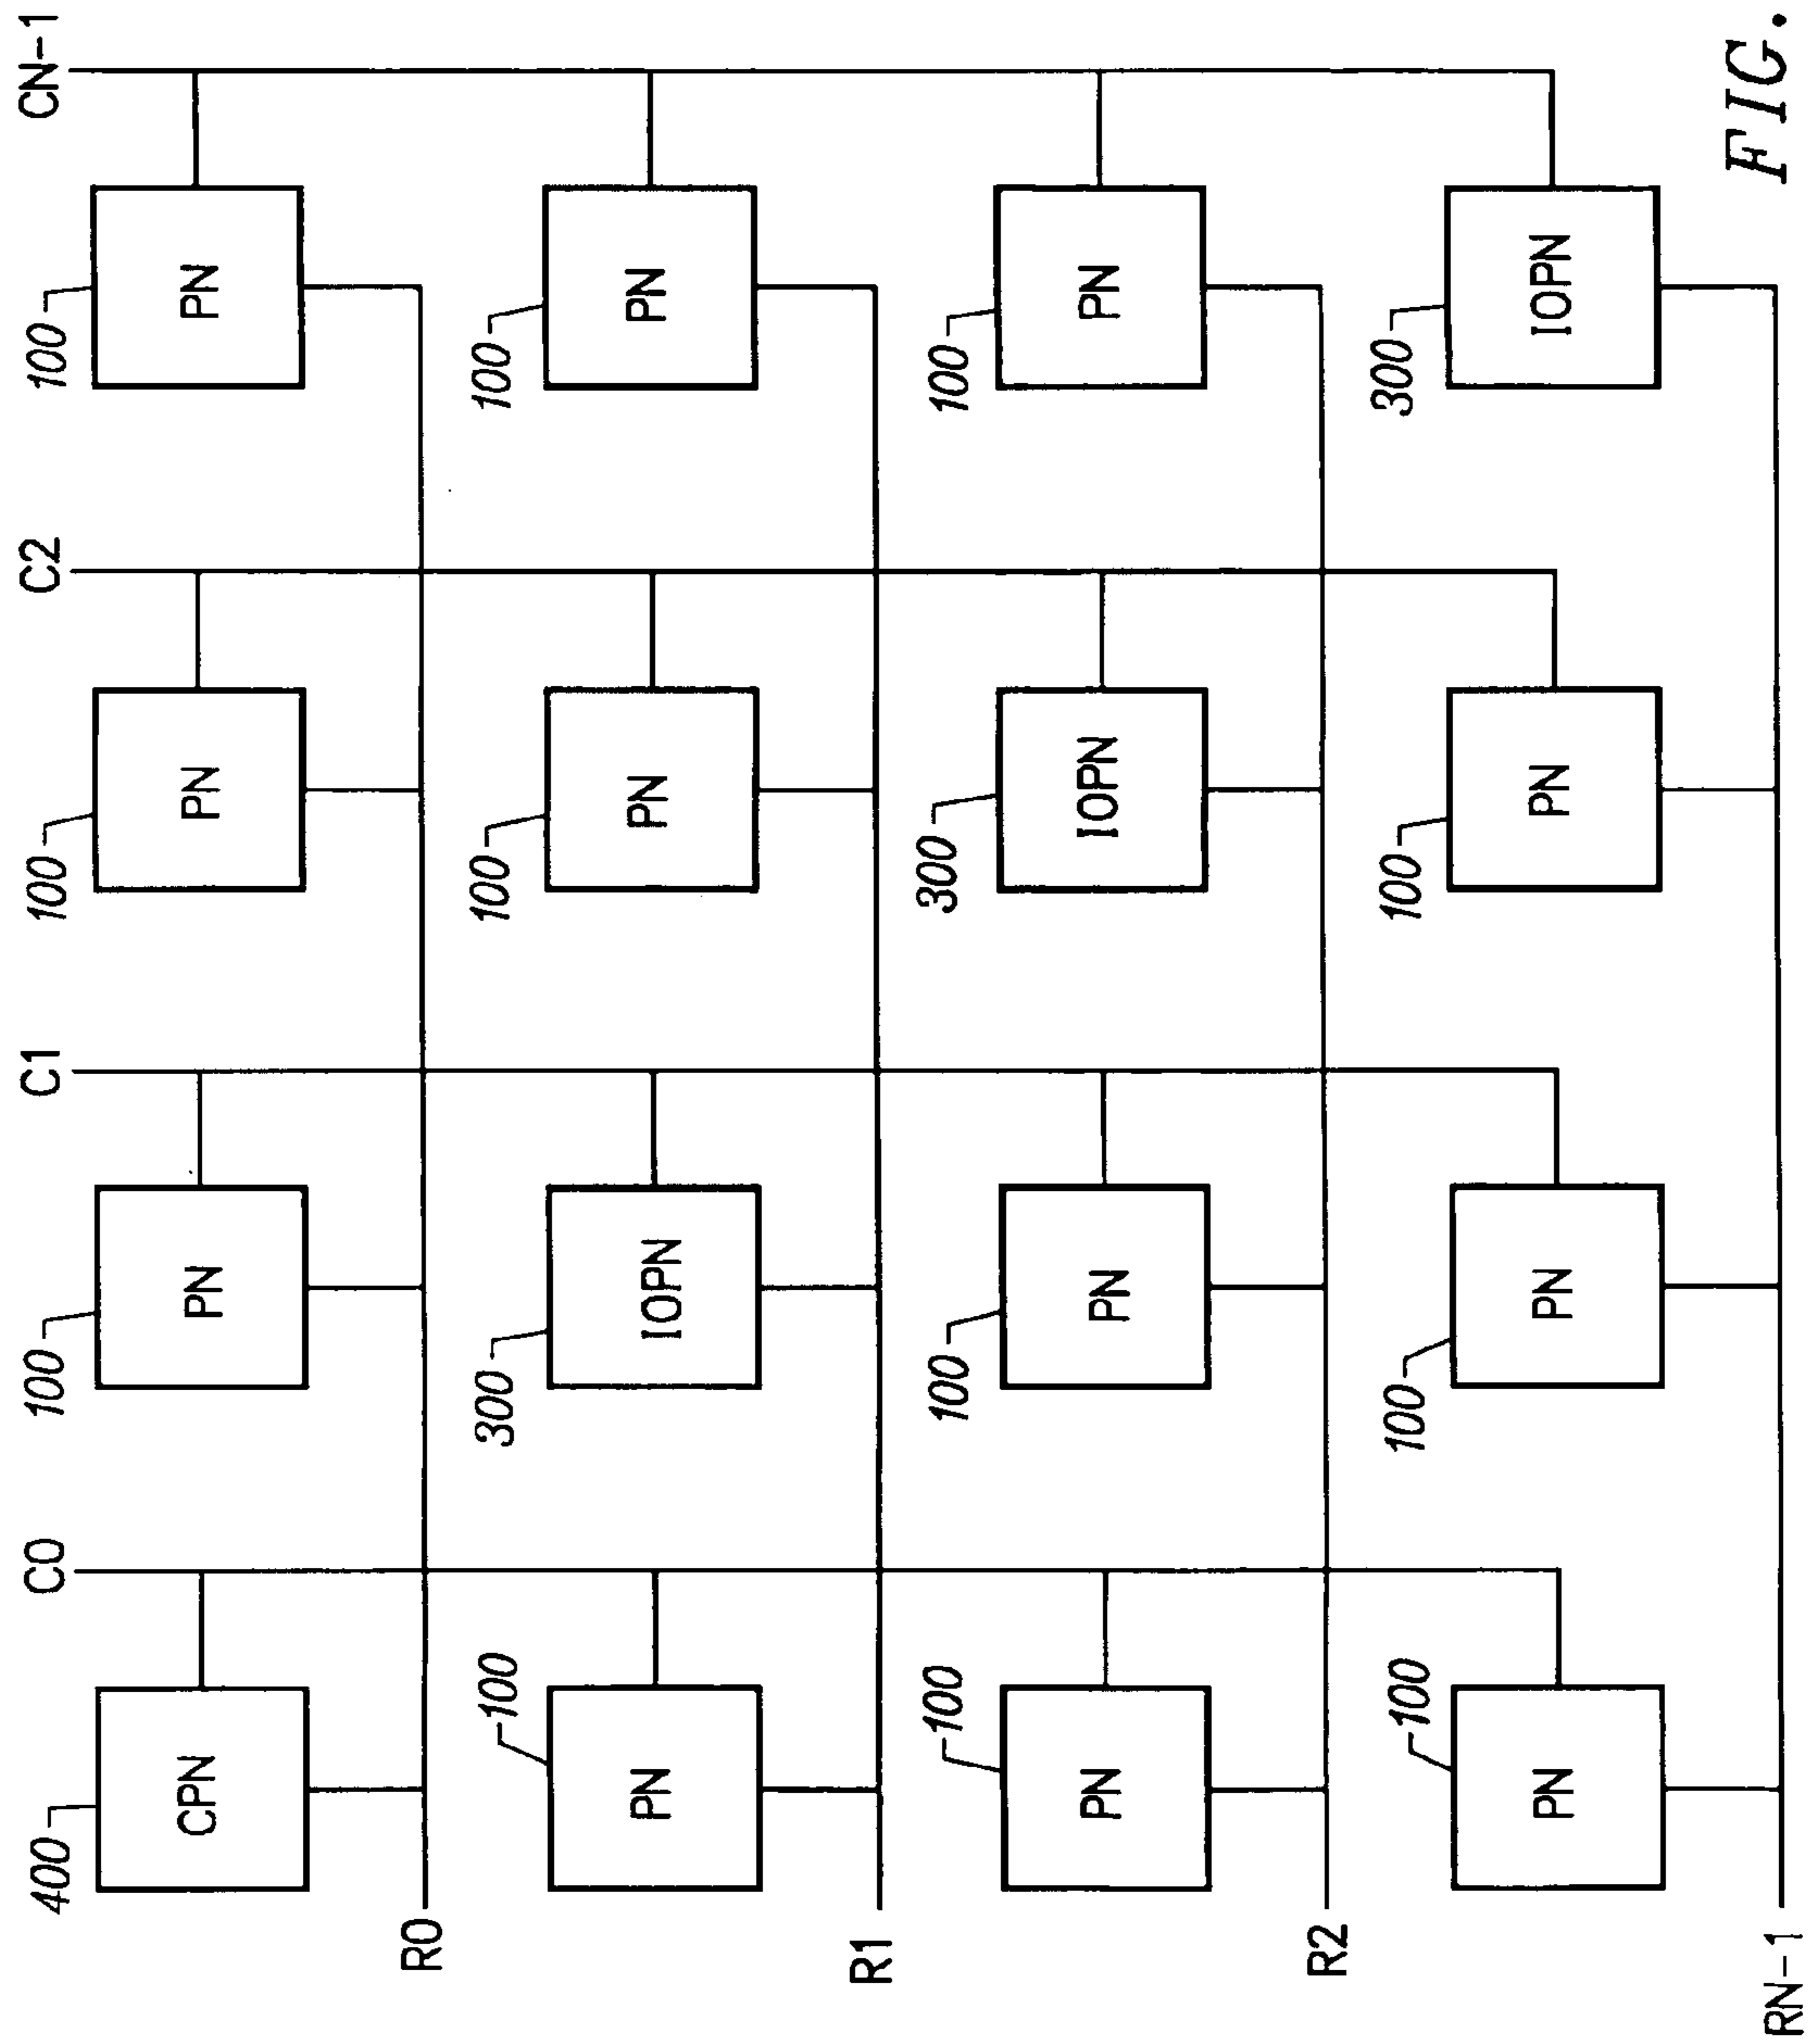 400 C0 100 C1 100 C2 100 CN-1
CPN PN PN PN
R0
100 300 100 100
PN IOPN PN PN
R1
100 100 300 100
PN PN IOPN PN
R2
100 100 100 300
PN PN PN IOPN
RN-1
FIG.